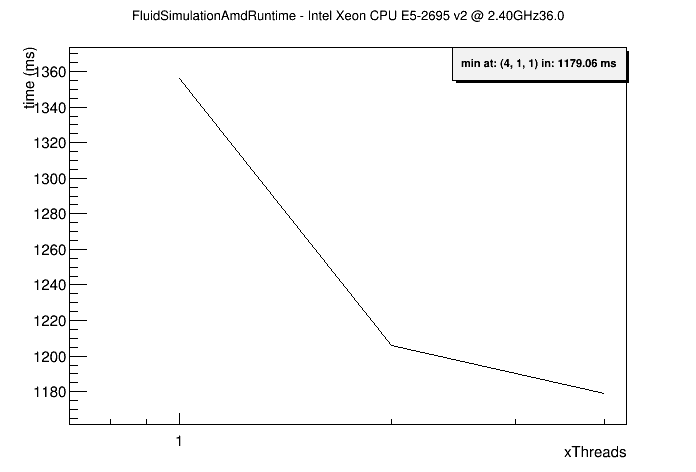 FluidSimulationAmdRuntime - Intel Xeon CPU E5-2695 v2 @ 2.40GHz36.0
time (ms)
min at: (4, 1, 1) in: 1179.06 ms
1360
1340
1320
1300
1280
1260
1240
1220
1200
1180
1
xThreads